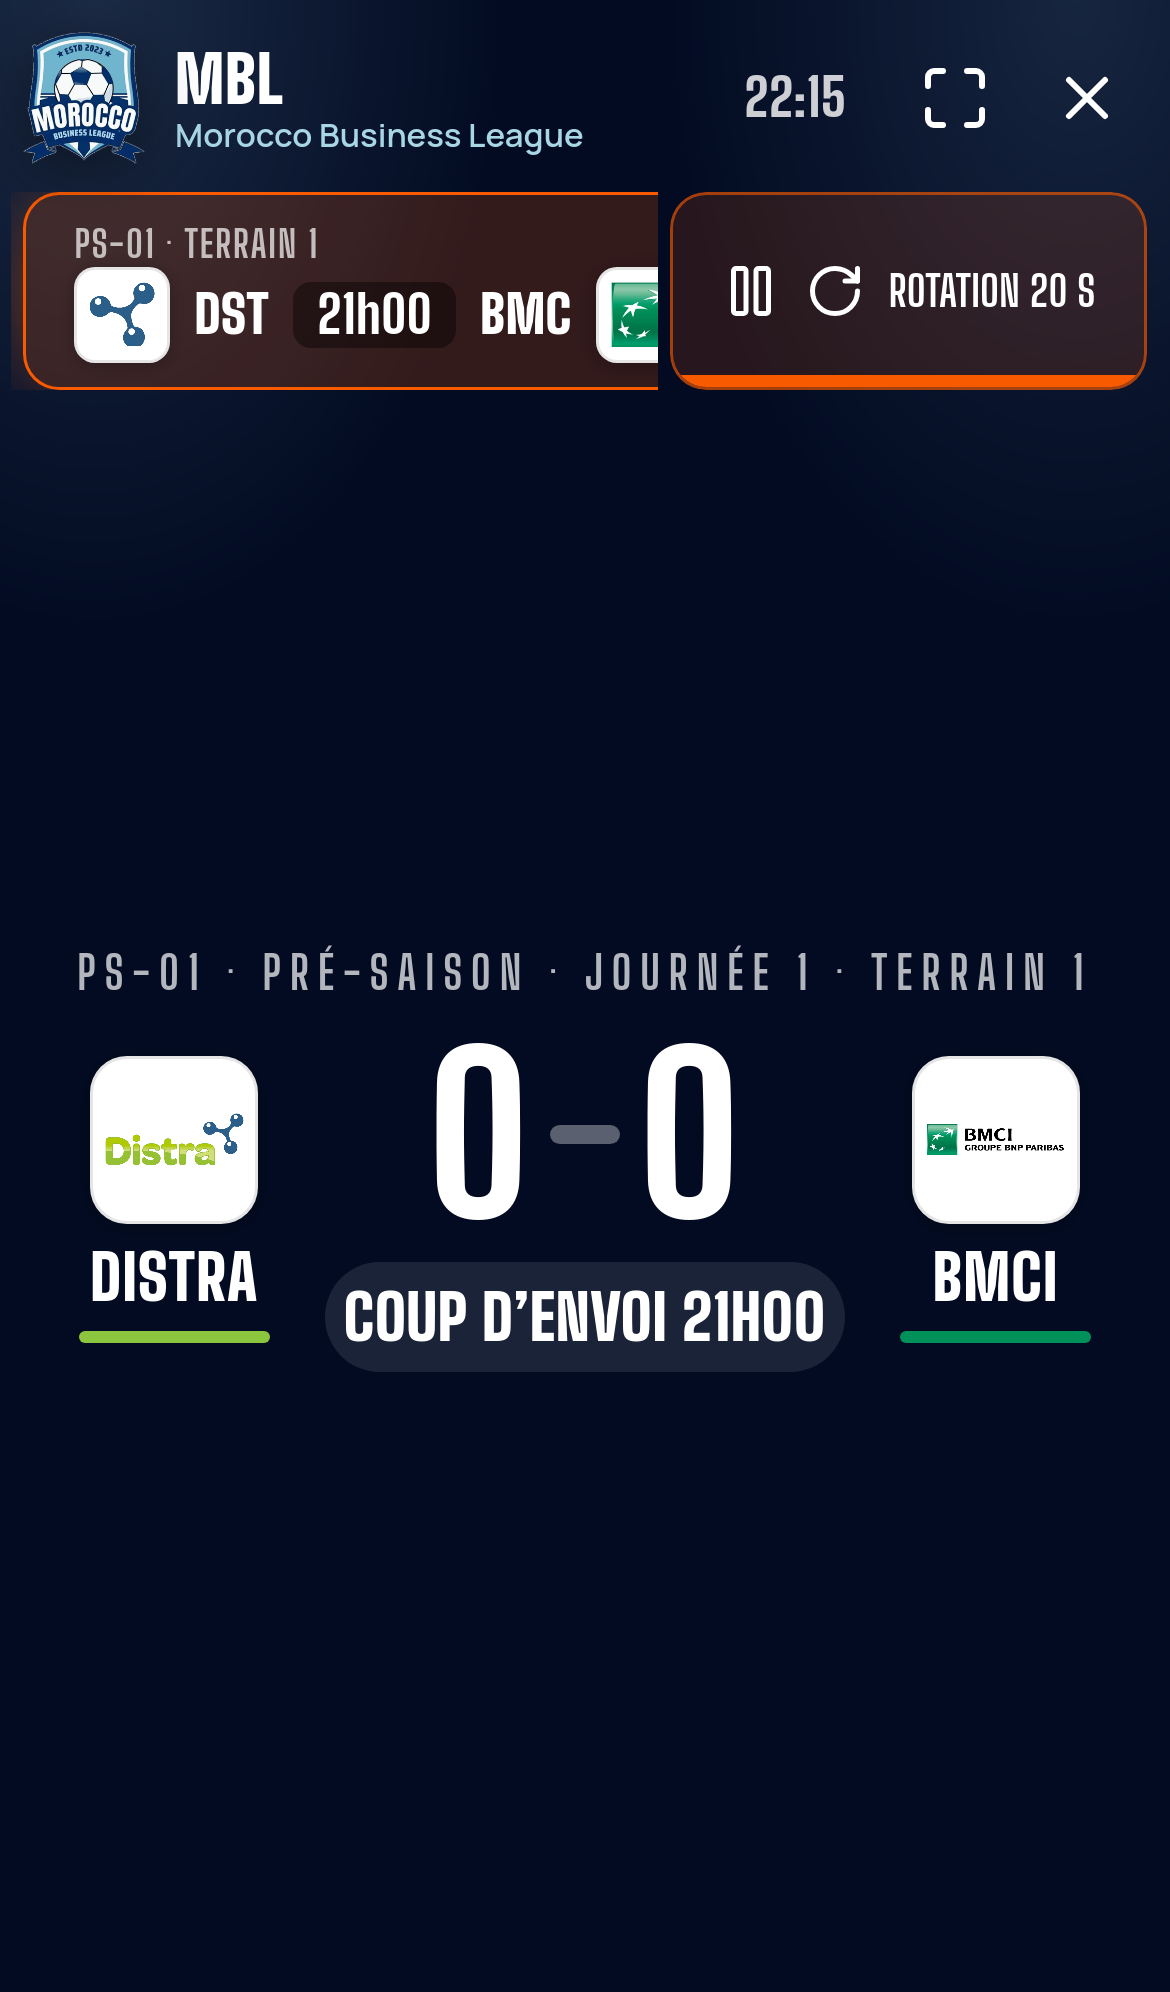 ★ ESTD 2023 ★
MOROCCO
BUSINESS LEAGUE
MBL
Morocco Business League
22:15
PS-01 · TERRAIN 1
DST 21h00 BMC
ROTATION 20 S
PS-01 · PRÉ-SAISON · JOURNÉE 1 · TERRAIN 1
Distra
0 - 0
BMCI
GROUPE BNP PARIBAS
DISTRA
BMCI
COUP D’ENVOI 21H00